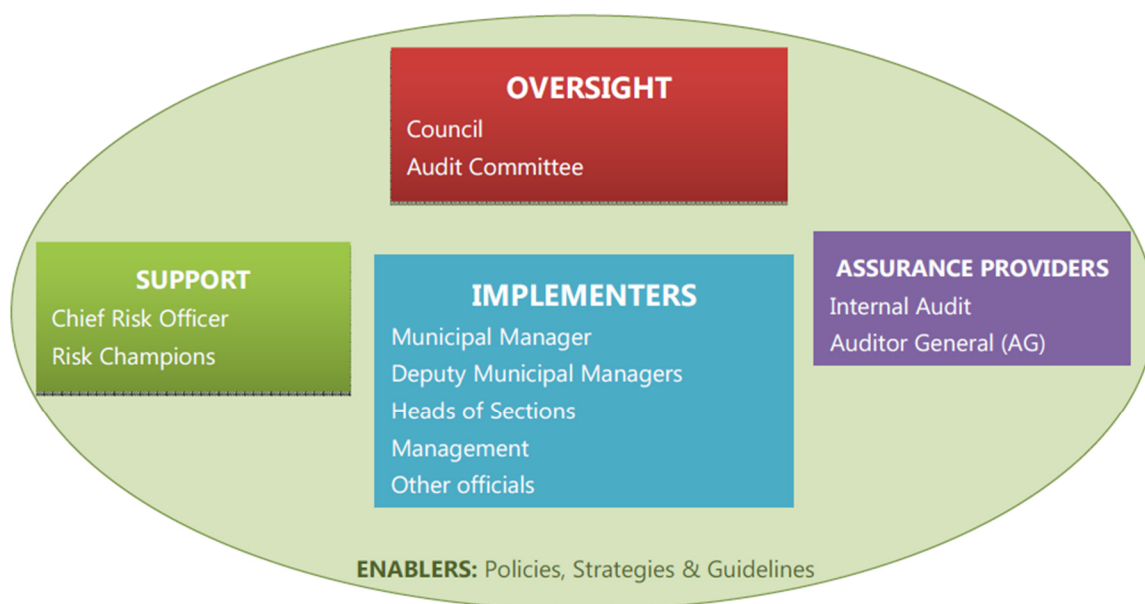 OVERSIGHT
Council
Audit Committee
SUPPORT
Chief Risk Officer
Risk Champions
IMPLEMENTERS
Municipal Manager
Deputy Municipal Managers
Heads of Sections
Management
Other officials
ASSURANCE PROVIDERS
Internal Audit
Auditor General (AG)
ENABLERS: Policies, Strategies & Guidelines